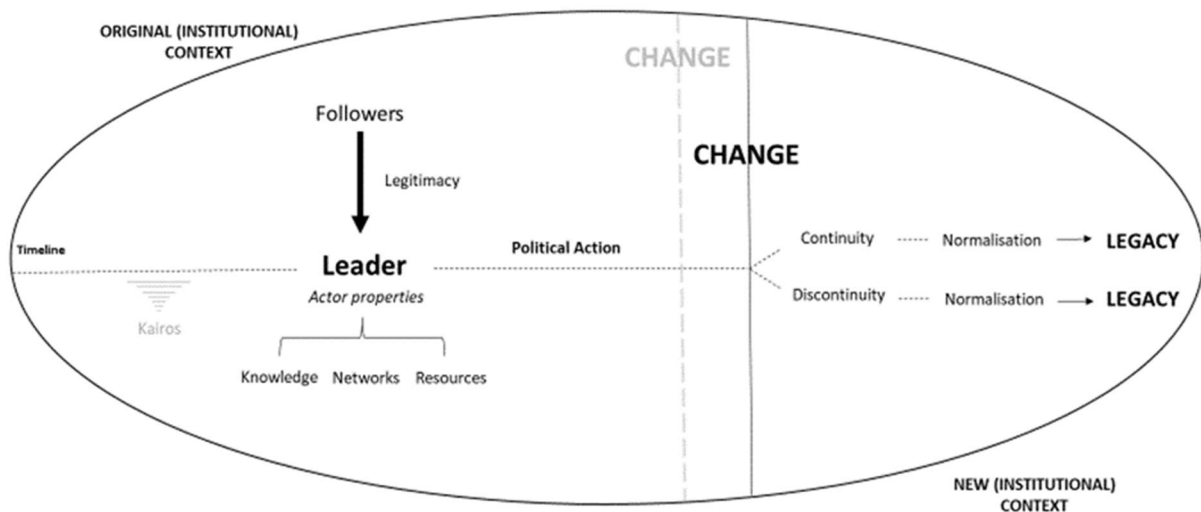 ORIGINAL (INSTITUTIONAL)
CONTEXT
CHANGE
Followers
CHANGE
Legitimacy
Timeline
Leader
Political Action
Continuity
Normalisation
LEGACY
Actor properties
Discontinuity
Normalisation
LEGACY
Kairos
Knowledge Networks Resources
NEW (INSTITUTIONAL)
CONTEXT